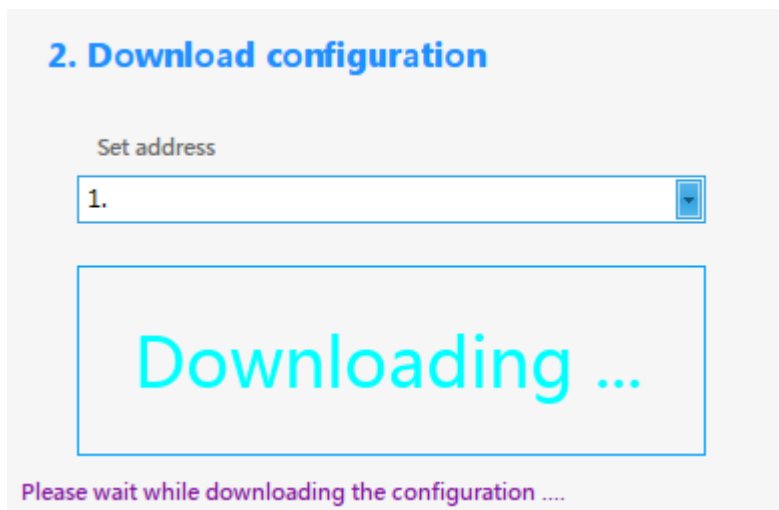 2. Download configuration
Set address
1.
Downloading ...
Please wait while downloading the configuration ....